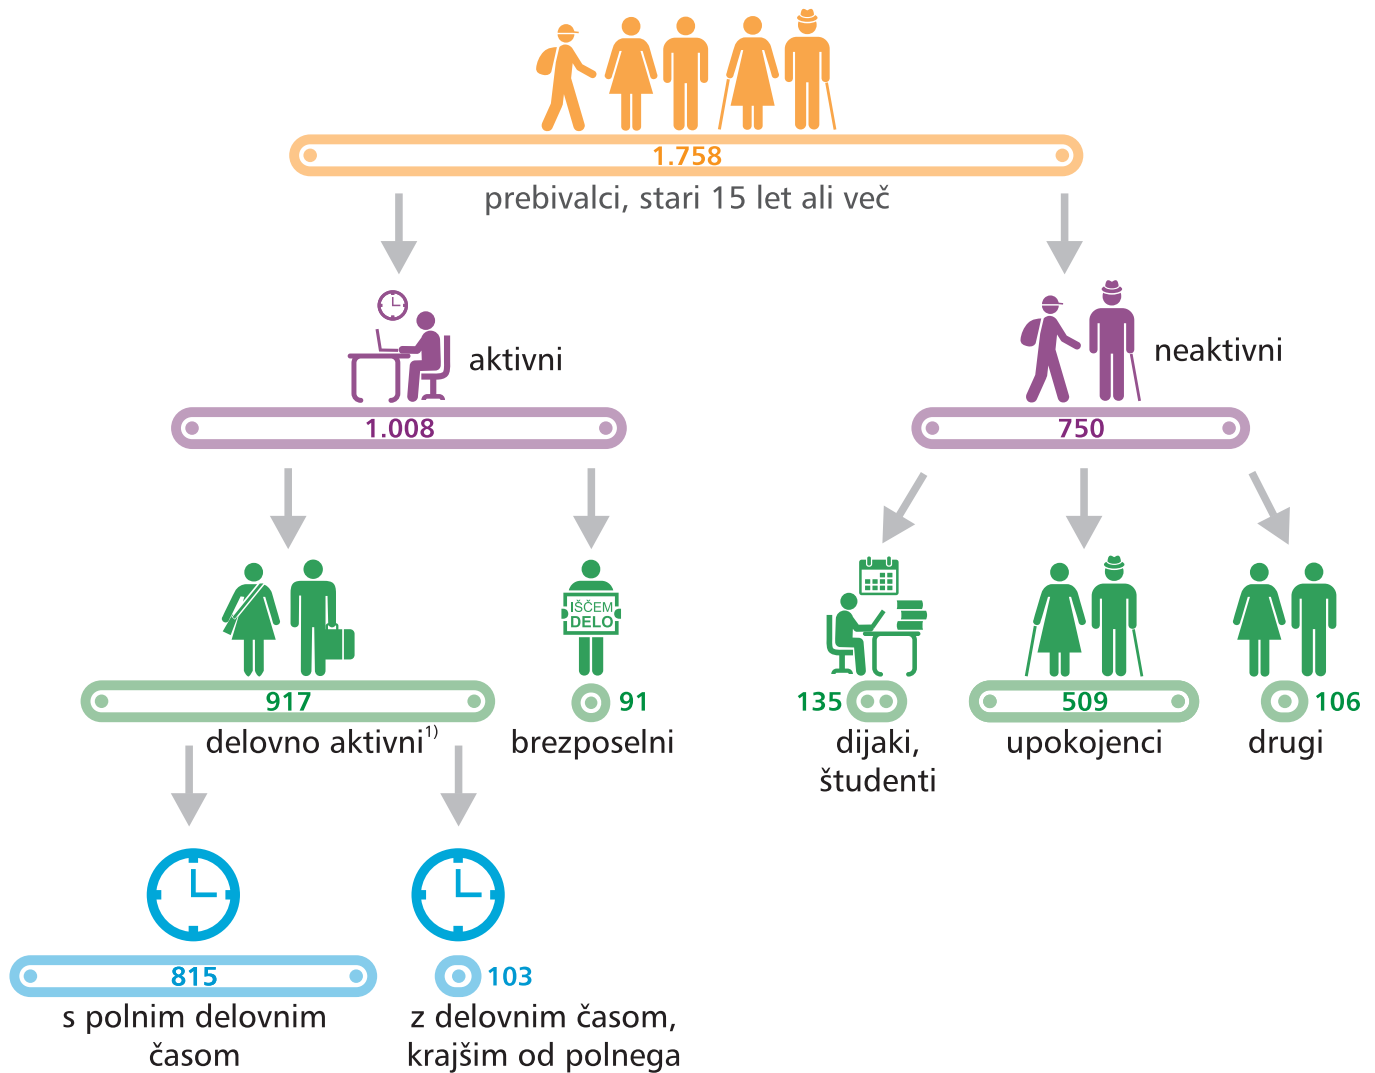 1.758
prebivalci, stari 15 let ali več
aktivni
neaktivni
1.008
750
IŠČEM
DELO
917
91
135
509
106
delovno aktivni¹⁾
brezposelni
dijaki,
študenti
upokojenci
drugi
815
103
s polnim delovnim
časom
z delovnim časom,
krajšim od polnega